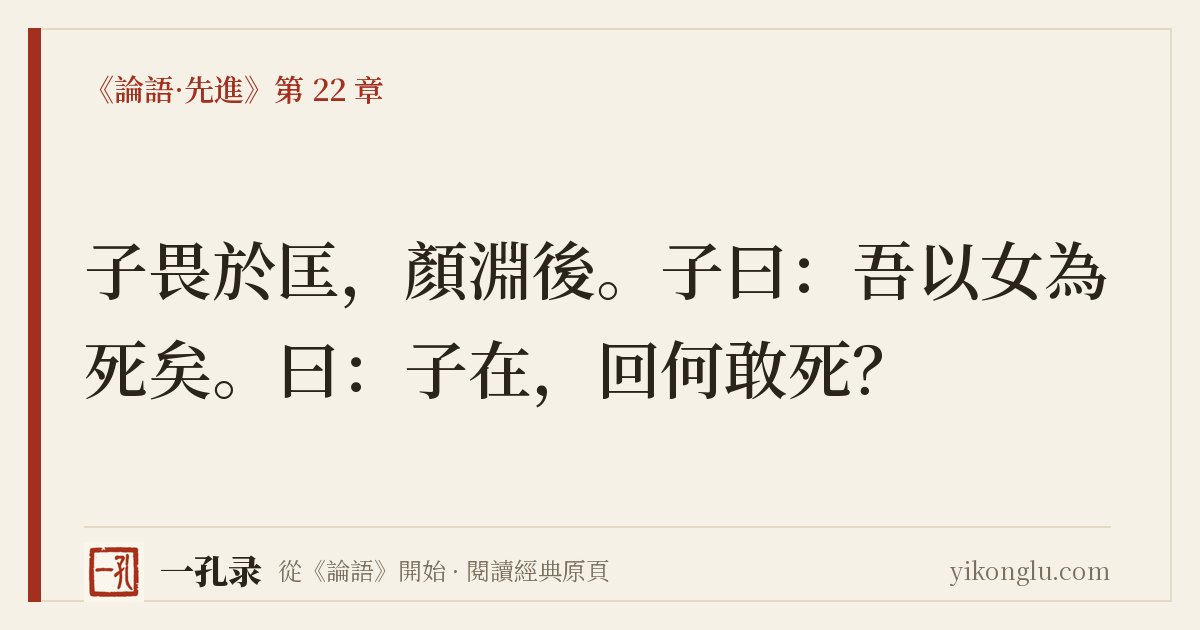 《論語·先進》第 22 章
子畏於匡，顏淵後。子曰：吾以女為
死矣。曰：子在，回何敢死？
一孔
一孔录 從《論語》開始 · 閱讀經典原頁
yikonglu.com